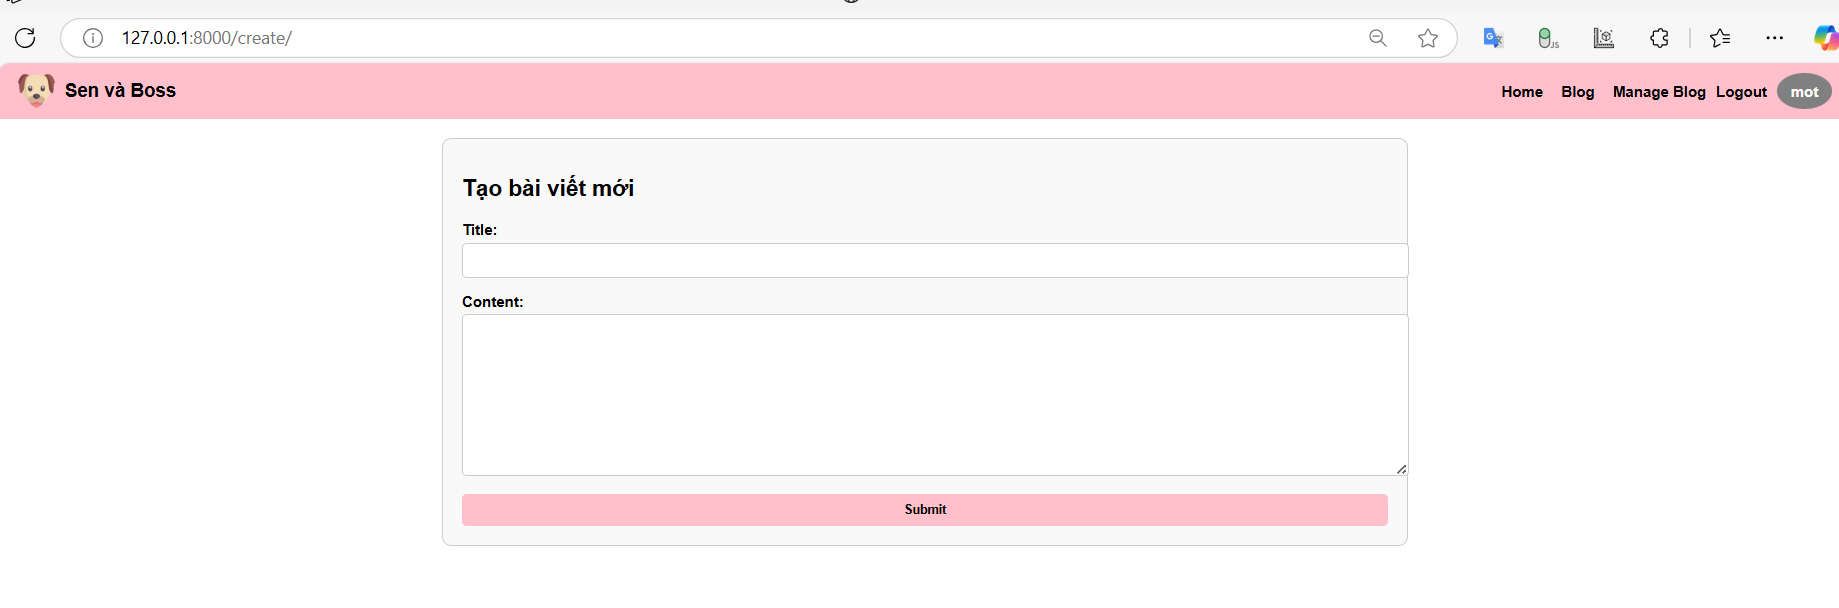 127.0.0.1:8000/create/
JS
Sen và Boss
Home Blog Manage Blog Logout mot
Tạo bài viết mới
Title:
Content:
Submit